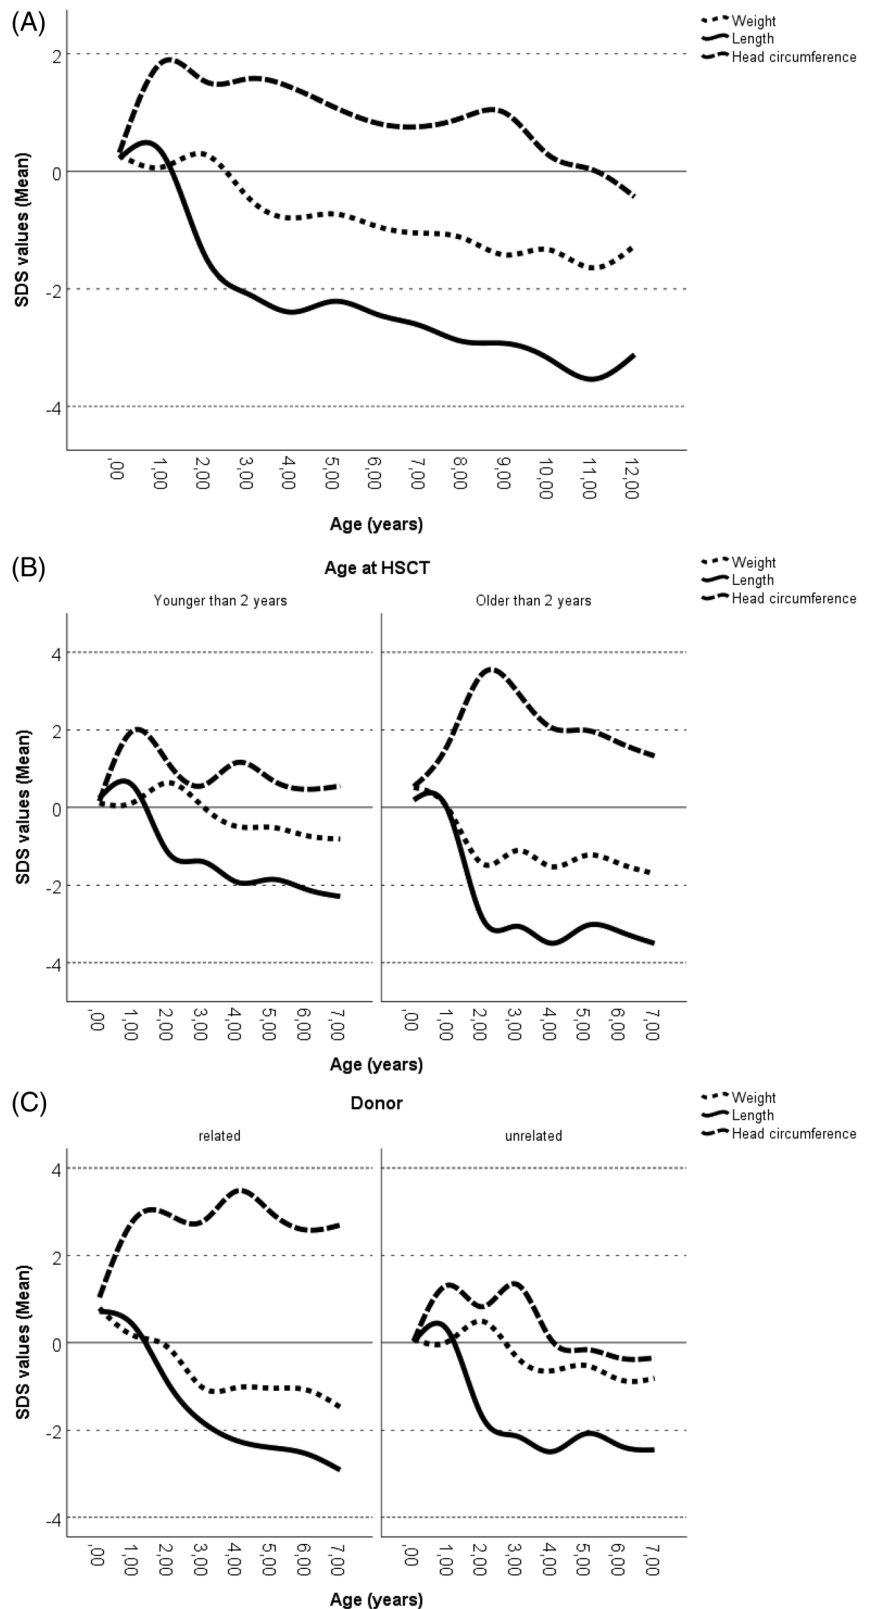 (A)
Weight
Length
Head circumference
SDS values (Mean)
2
0
-2
-4
,00
1,00
2,00
3,00
4,00
5,00
6,00
7,00
8,00
9,00
10,00
11,00
12,00
Age (years)
(B)
Age at HSCT
Weight
Length
Head circumference
Younger than 2 years
Older than 2 years
SDS values (Mean)
4
2
0
-2
-4
,00
1,00
2,00
3,00
4,00
5,00
6,00
7,00
,00
1,00
2,00
3,00
4,00
5,00
6,00
7,00
Age (years)
(C)
Donor
Weight
Length
Head circumference
related
unrelated
SDS values (Mean)
4
2
0
-2
-4
,00
1,00
2,00
3,00
4,00
5,00
6,00
7,00
,00
1,00
2,00
3,00
4,00
5,00
6,00
7,00
Age (years)